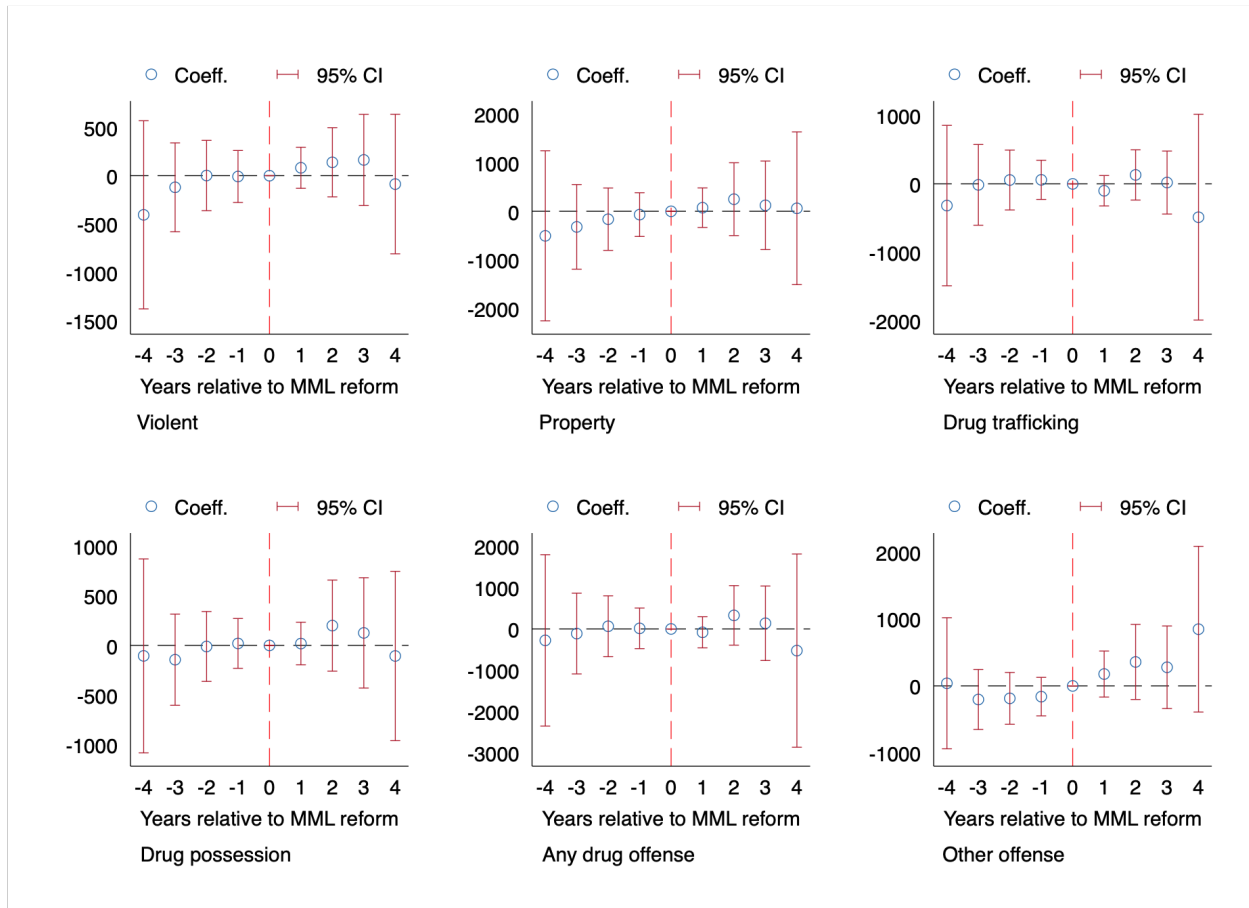 Coeff. 95% CI
500
0
-500
-1000
-1500
-4 -3 -2 -1 0 1 2 3 4
Years relative to MML reform
Violent
Coeff. 95% CI
2000
1000
0
-1000
-2000
-4 -3 -2 -1 0 1 2 3 4
Years relative to MML reform
Property
Coeff. 95% CI
1000
0
-1000
-2000
-4 -3 -2 -1 0 1 2 3 4
Years relative to MML reform
Drug trafficking
Coeff. 95% CI
1000
500
0
-500
-1000
-4 -3 -2 -1 0 1 2 3 4
Years relative to MML reform
Drug possession
Coeff. 95% CI
2000
1000
0
-1000
-2000
-3000
-4 -3 -2 -1 0 1 2 3 4
Years relative to MML reform
Any drug offense
Coeff. 95% CI
2000
1000
0
-1000
-4 -3 -2 -1 0 1 2 3 4
Years relative to MML reform
Other offense